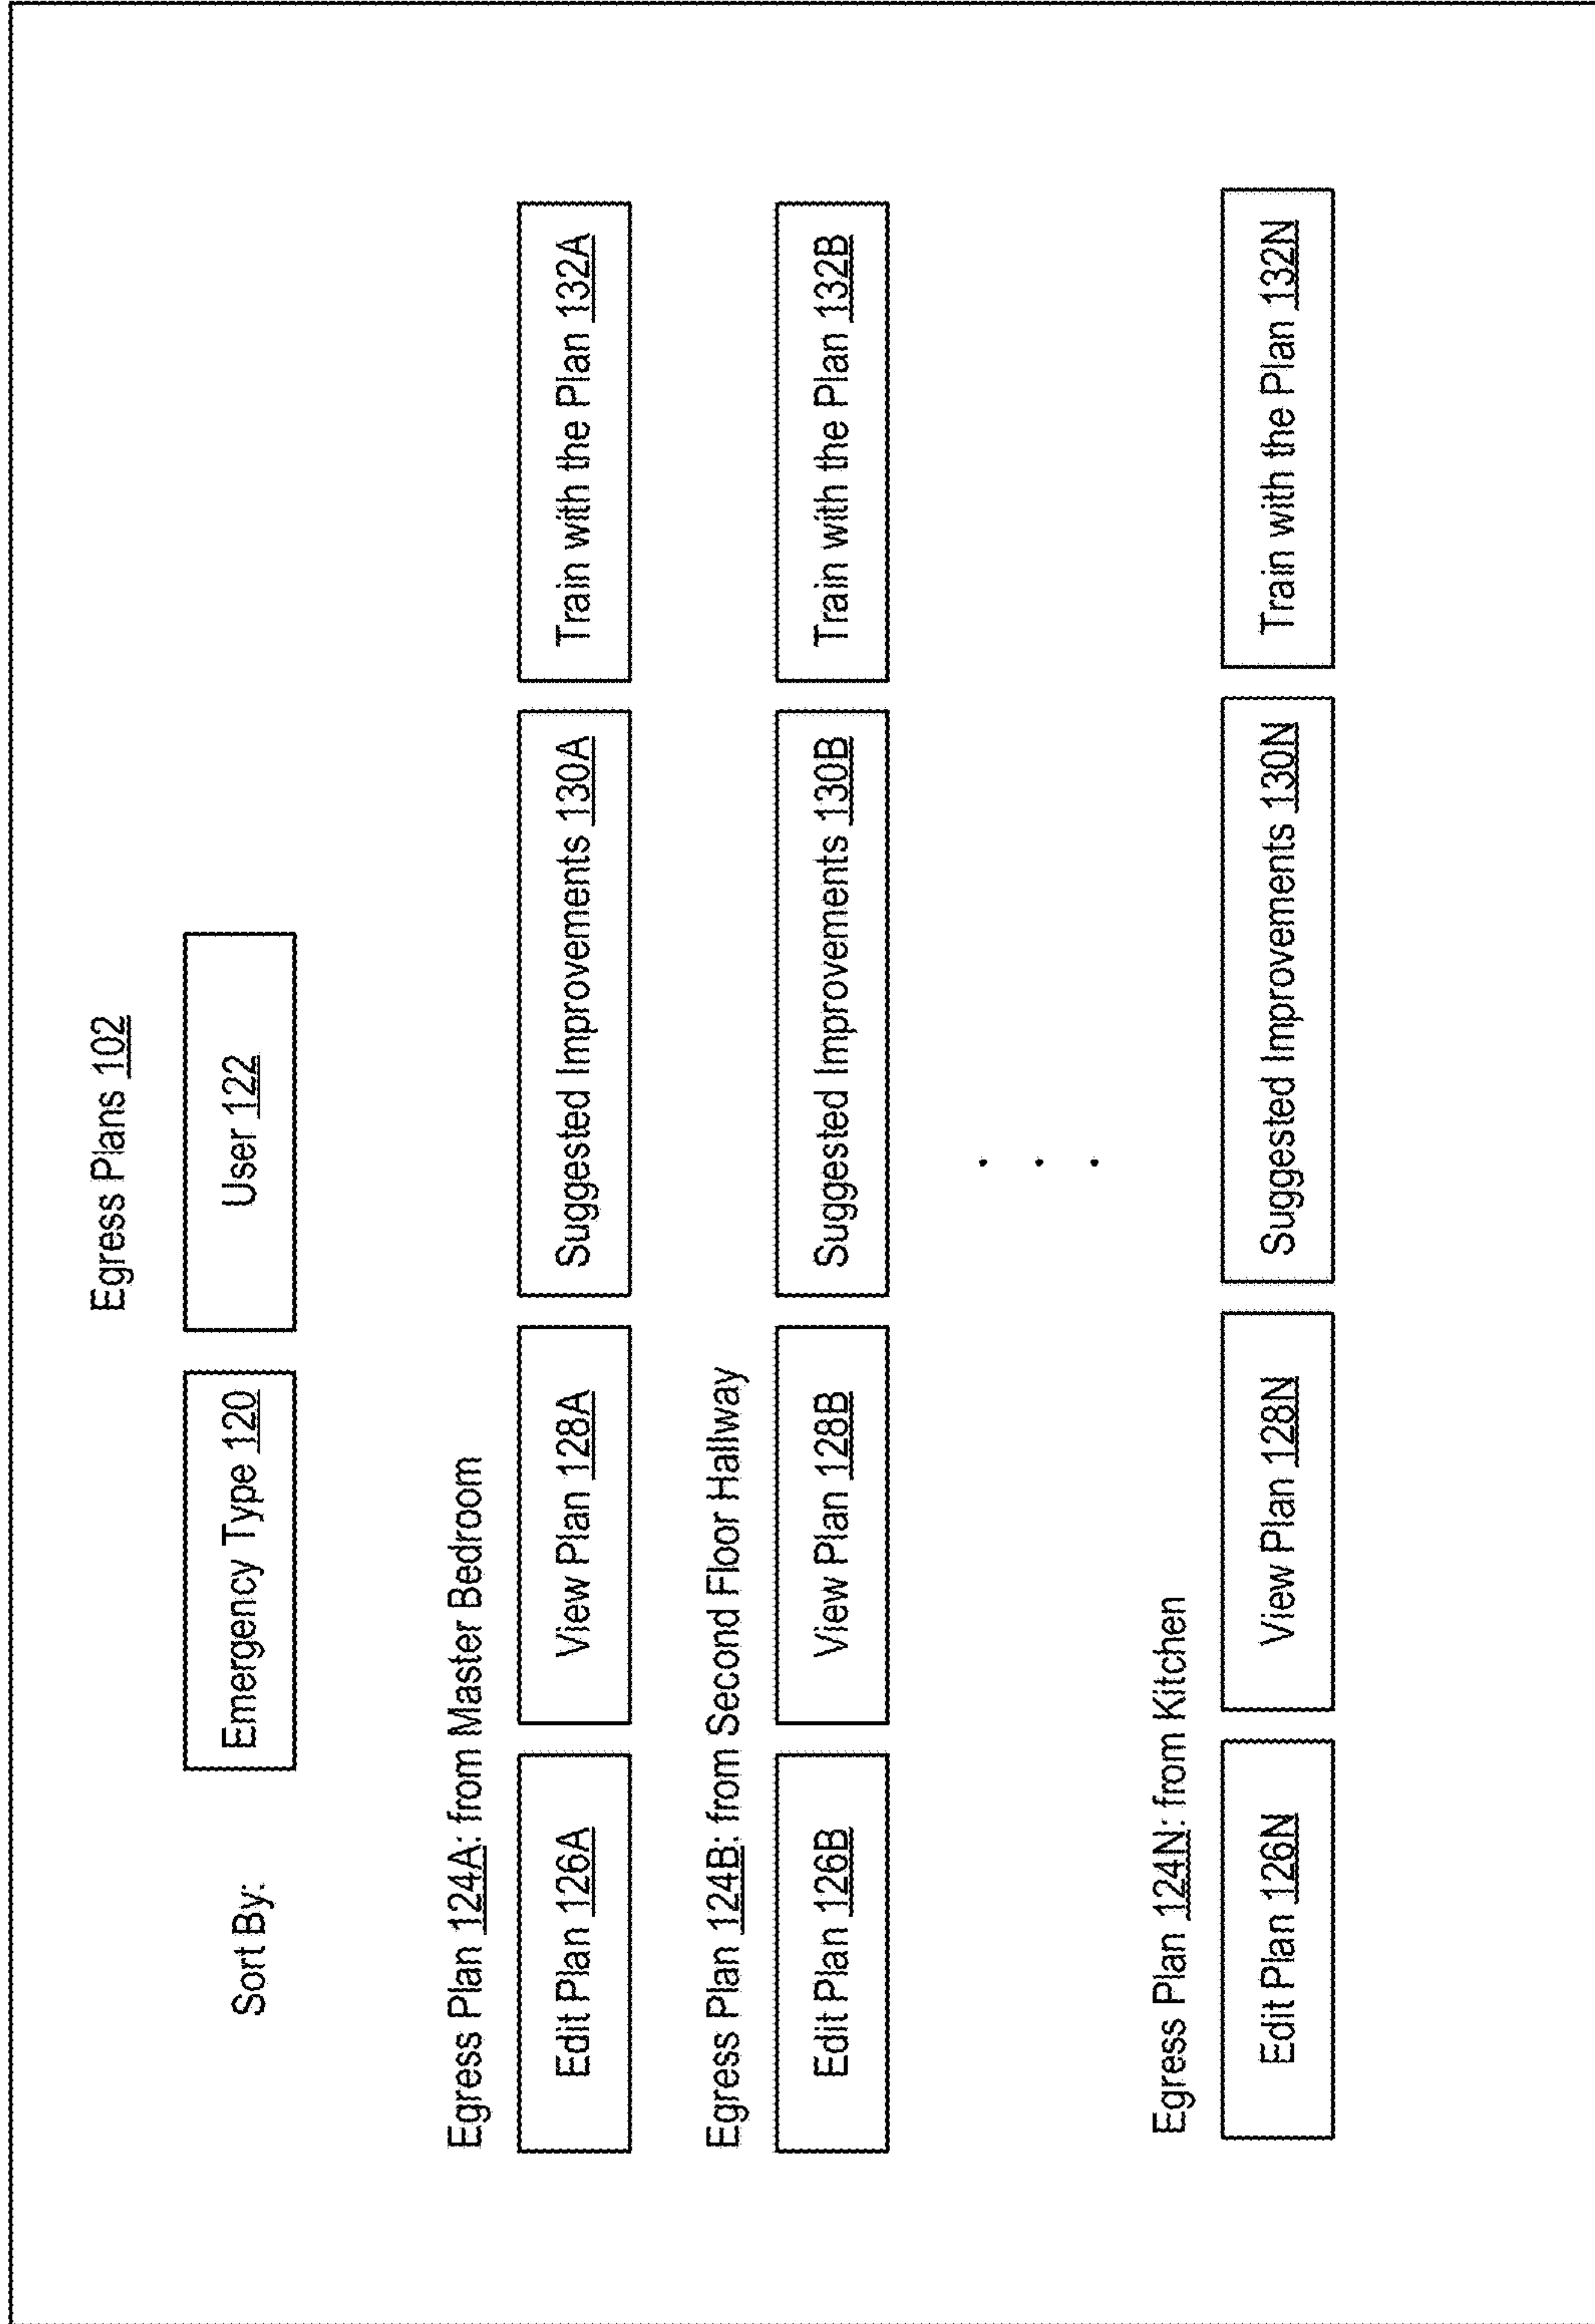 Egress Plans 102
Sort By: Emergency Type 120 User 122
Egress Plan 124A: from Master Bedroom
Edit Plan 126A View Plan 128A Suggested Improvements 130A Train with the Plan 132A
Egress Plan 124B: from Second Floor Hallway
Edit Plan 126B View Plan 128B Suggested Improvements 130B Train with the Plan 132B
. . .
Egress Plan 124N: from Kitchen
Edit Plan 126N View Plan 128N Suggested Improvements 130N Train with the Plan 132N